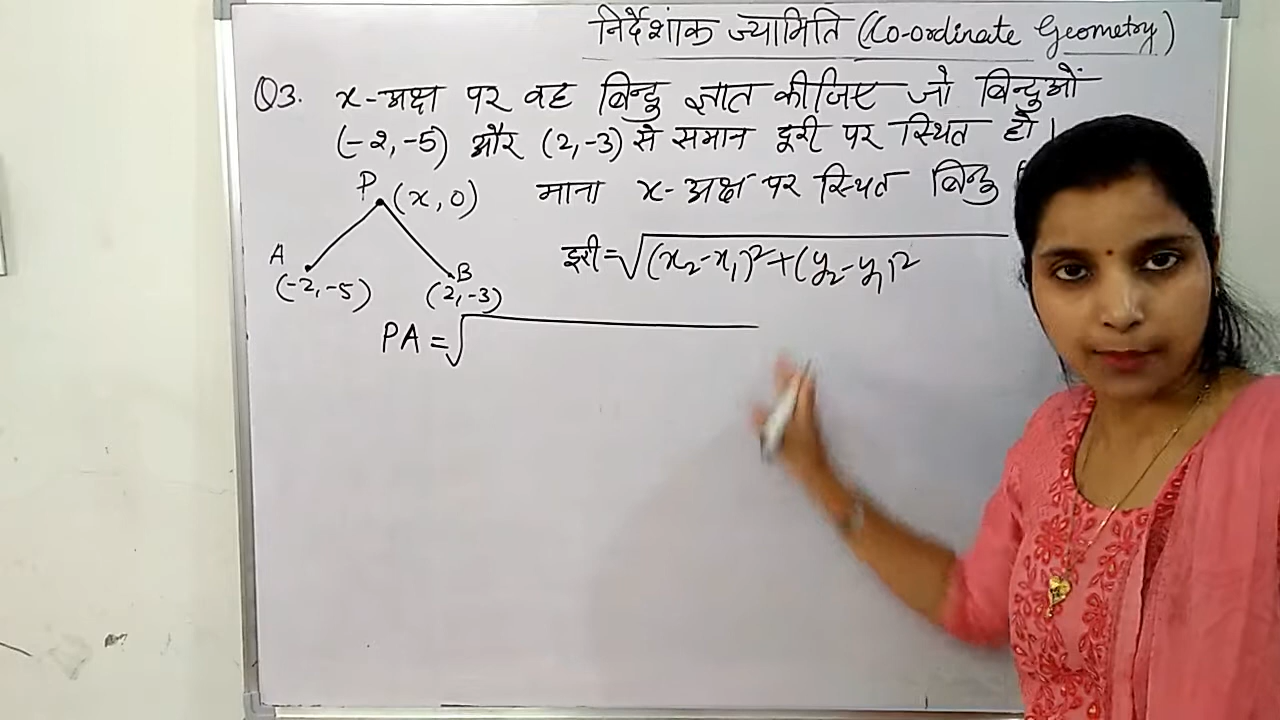 निर्देशांक ज्यामिति (Co-ordinate Geometry)
Q3. x-अक्ष पर वह बिन्दु ज्ञात कीजिए जो बिन्दुओं
(-2,-5) और (2,-3) से समान दूरी पर स्थित हो।
P (x,0) माना x-अक्ष पर स्थित बिन्दु
दूरी=√(x₂-x₁)²+(y₂-y₁)²
A B
(-2,-5) (2,-3)
PA=√